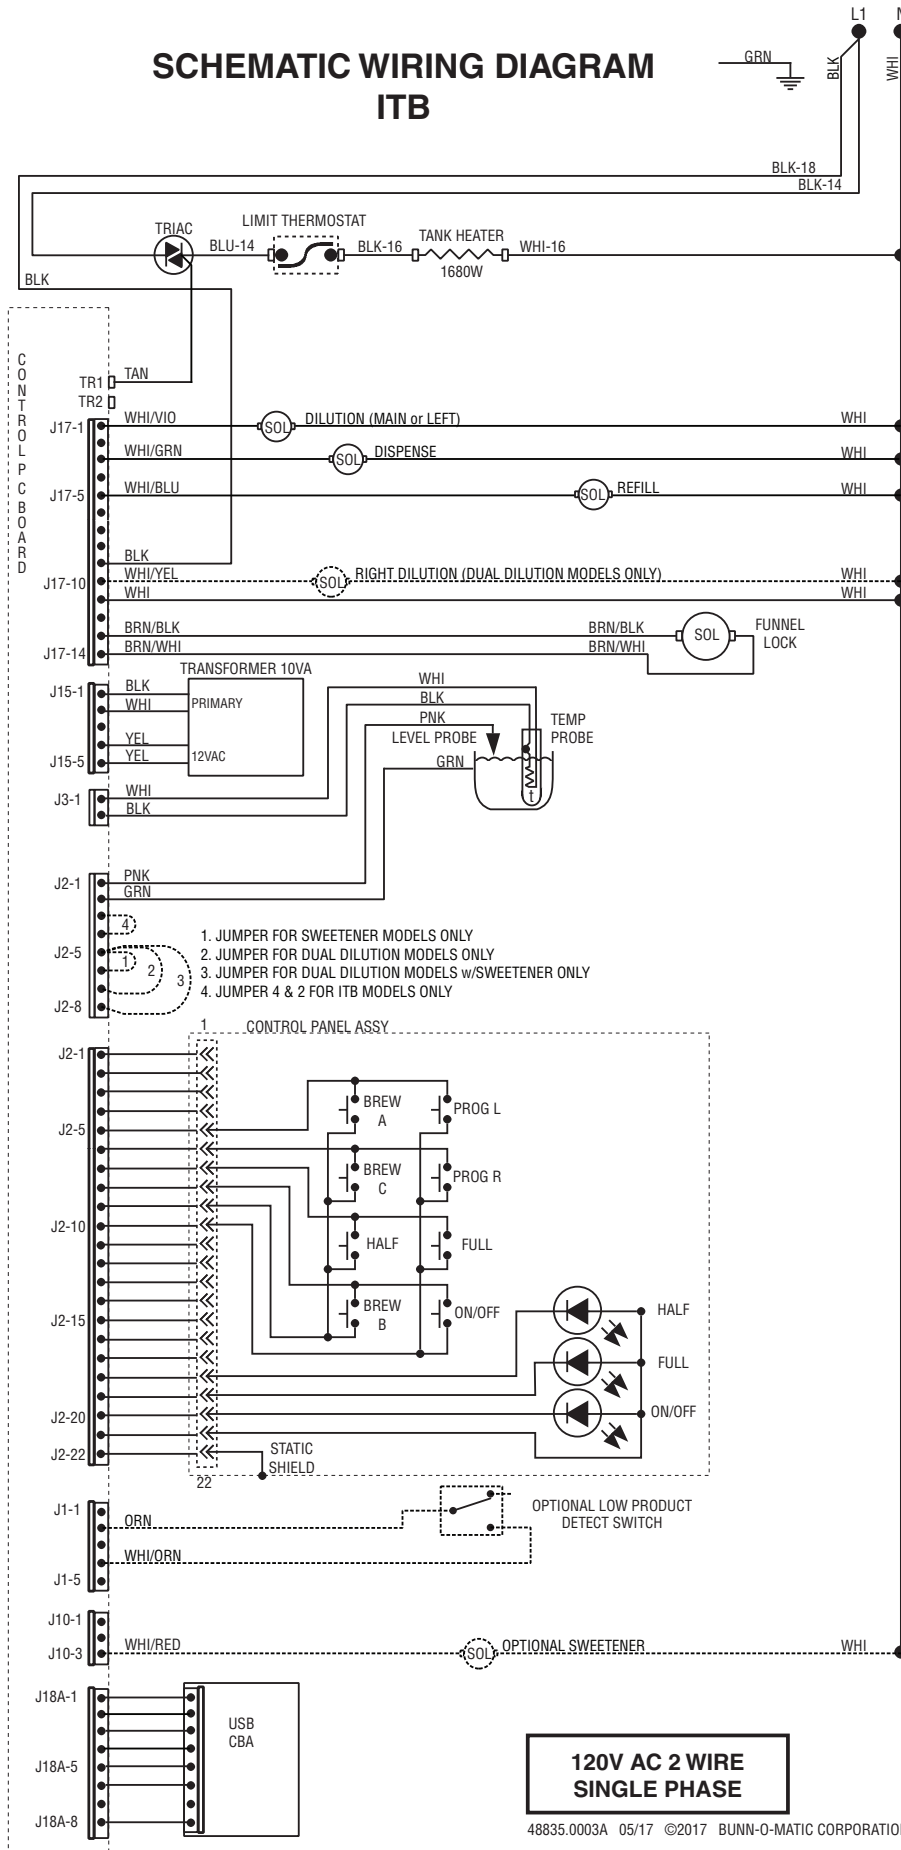 SCHEMATIC WIRING DIAGRAM
ITB
L1
N
GRN
BLK
WHI
BLK-18
BLK-14
TRIAC
LIMIT THERMOSTAT
BLU-14
BLK-16
TANK HEATER
WHI-16
1680W
BLK
CONTROL PC BOARD
TR1
TAN
TR2
J17-1
WHI/VIO
SOL
DILUTION (MAIN or LEFT)
WHI
WHI/GRN
SOL
DISPENSE
WHI
J17-5
WHI/BLU
SOL
REFILL
WHI
BLK
J17-10
WHI/YEL
SOL
RIGHT DILUTION (DUAL DILUTION MODELS ONLY)
WHI
WHI
WHI
BRN/BLK
BRN/BLK
SOL
FUNNEL
LOCK
J17-14
BRN/WHI
BRN/WHI
TRANSFORMER 10VA
J15-1
BLK
WHI
PRIMARY
YEL
J15-5
YEL
12VAC
WHI
BLK
PNK
LEVEL PROBE
TEMP
PROBE
GRN
t
J3-1
WHI
BLK
J2-1
PNK
GRN
4
J2-5
1
2
3
J2-8
1. JUMPER FOR SWEETENER MODELS ONLY
2. JUMPER FOR DUAL DILUTION MODELS ONLY
3. JUMPER FOR DUAL DILUTION MODELS w/SWEETENER ONLY
4. JUMPER 4 & 2 FOR ITB MODELS ONLY
1
CONTROL PANEL ASSY
J2-1
J2-5
J2-10
J2-15
J2-20
J2-22
BREW
A
PROG L
BREW
C
PROG R
HALF
FULL
BREW
B
ON/OFF
HALF
FULL
ON/OFF
STATIC
SHIELD
22
J1-1
ORN
WHI/ORN
J1-5
OPTIONAL LOW PRODUCT
DETECT SWITCH
J10-1
J10-3
WHI/RED
SOL
OPTIONAL SWEETENER
WHI
J18A-1
J18A-5
J18A-8
USB
CBA
120V AC 2 WIRE
SINGLE PHASE
48835.0003A 05/17 ©2017 BUNN-O-MATIC CORPORATIO